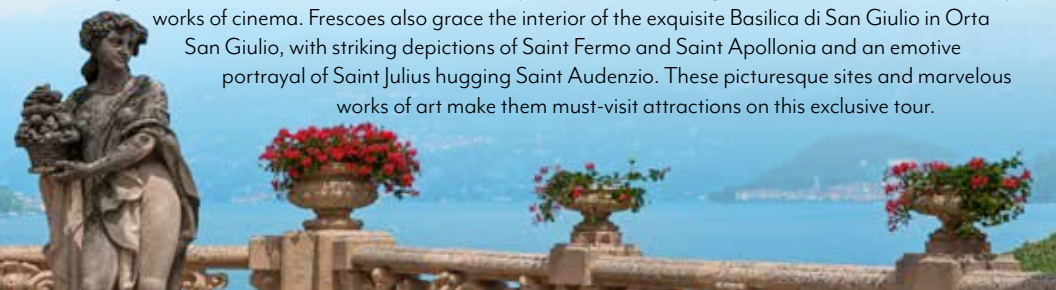 works of cinema. Frescoes also grace the interior of the exquisite Basilica di San Giulio in Orta
San Giulio, with striking depictions of Saint Fermo and Saint Apollonia and an emotive
portrayal of Saint Julius hugging Saint Audenzio. These picturesque sites and marvelous
works of art make them must-visit attractions on this exclusive tour.